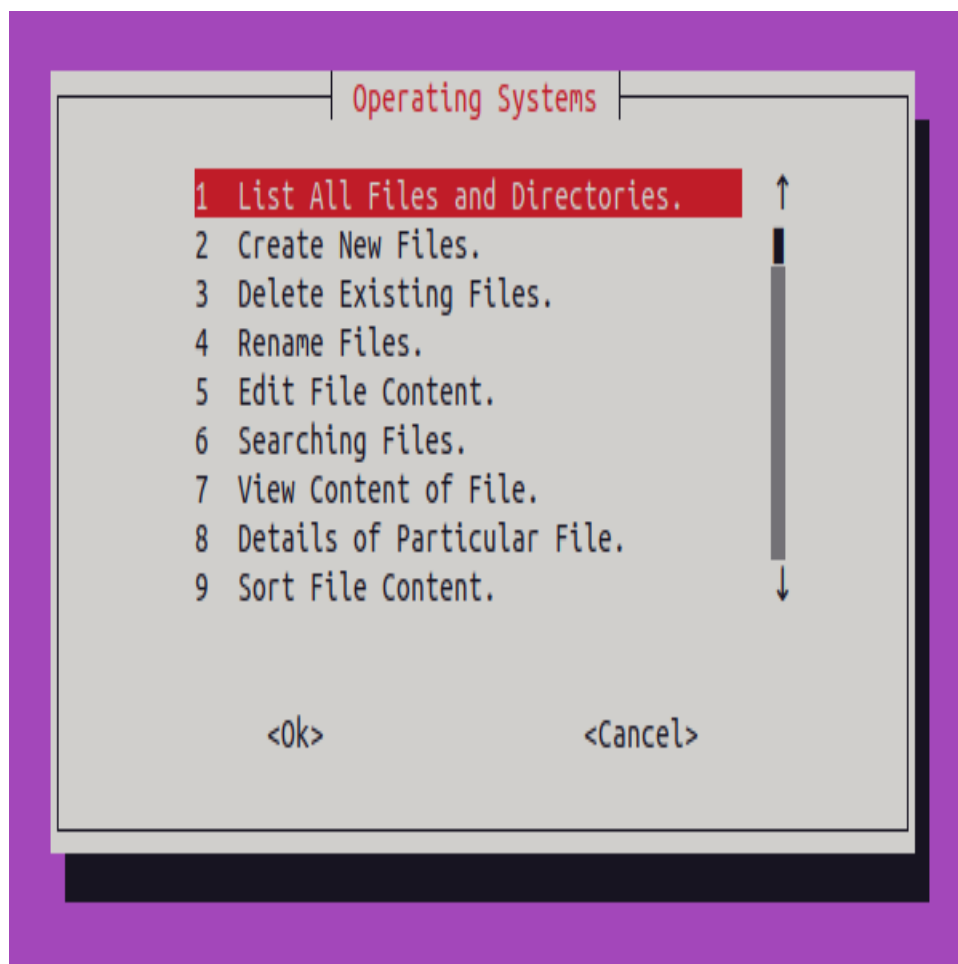 Operating Systems
1 List All Files and Directories.
2 Create New Files.
3 Delete Existing Files.
4 Rename Files.
5 Edit File Content.
6 Searching Files.
7 View Content of File.
8 Details of Particular File.
9 Sort File Content.
<Ok> <Cancel>